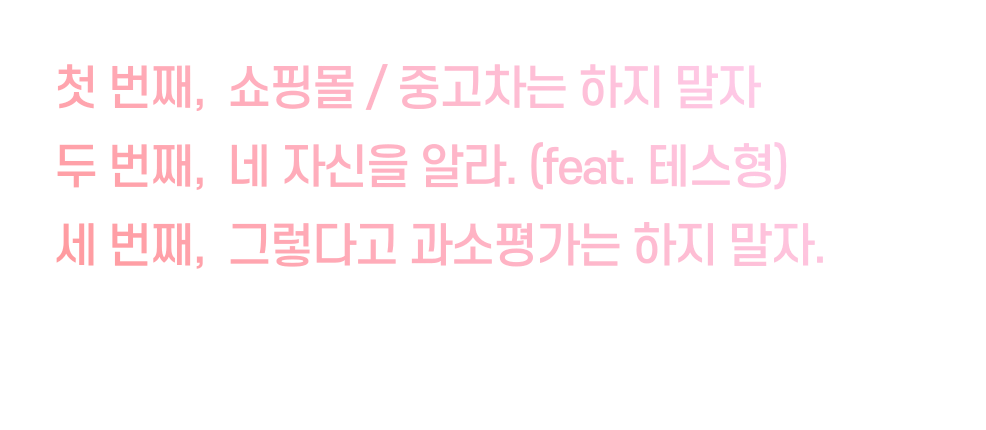 첫 번째, 쇼핑몰 / 중고차는 하지 말자
두 번째, 네 자신을 알라. (feat. 테스형)
세 번째, 그렇다고 과소평가는 하지 말자.